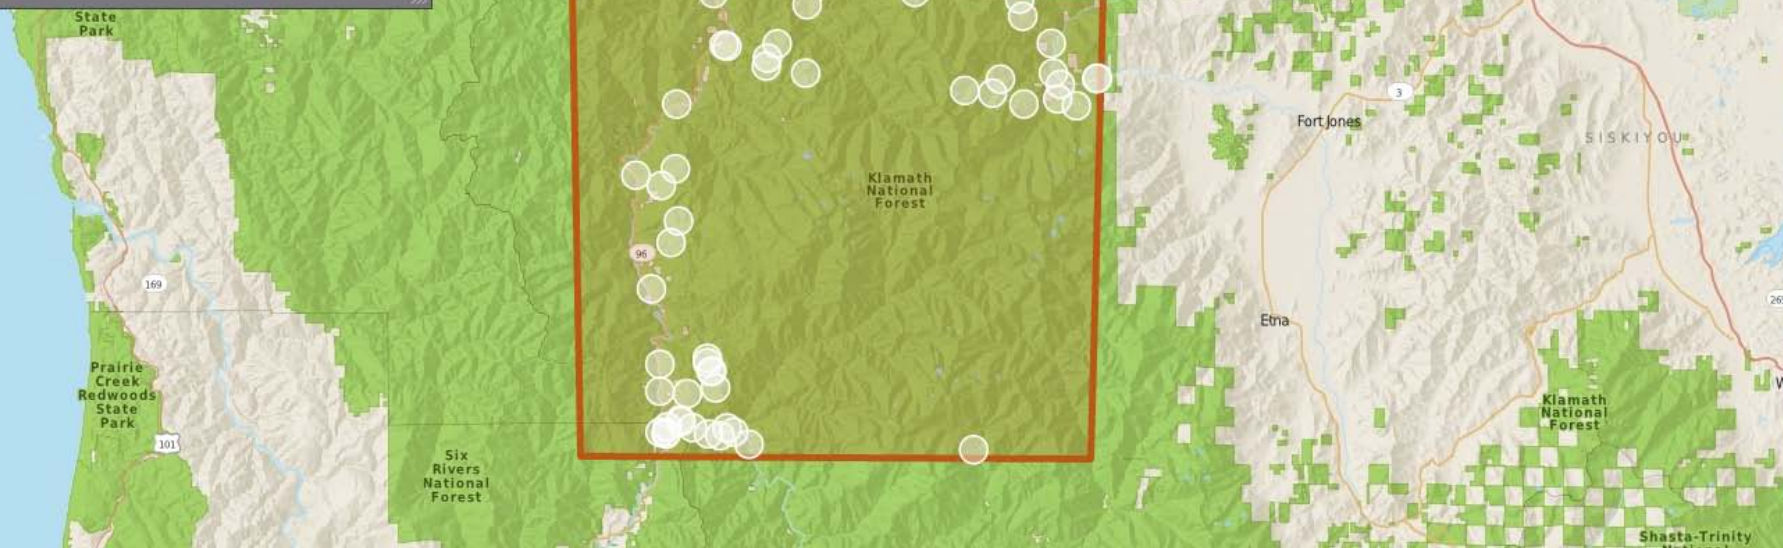 State
Park
3
Fort Jones
SISKIYOU
Klamath
National
Forest
96
169
265
Etna
Prairie
Creek
Redwoods
State
Park
101
Klamath
National
Forest
Six
Rivers
National
Forest
Shasta-Trinity